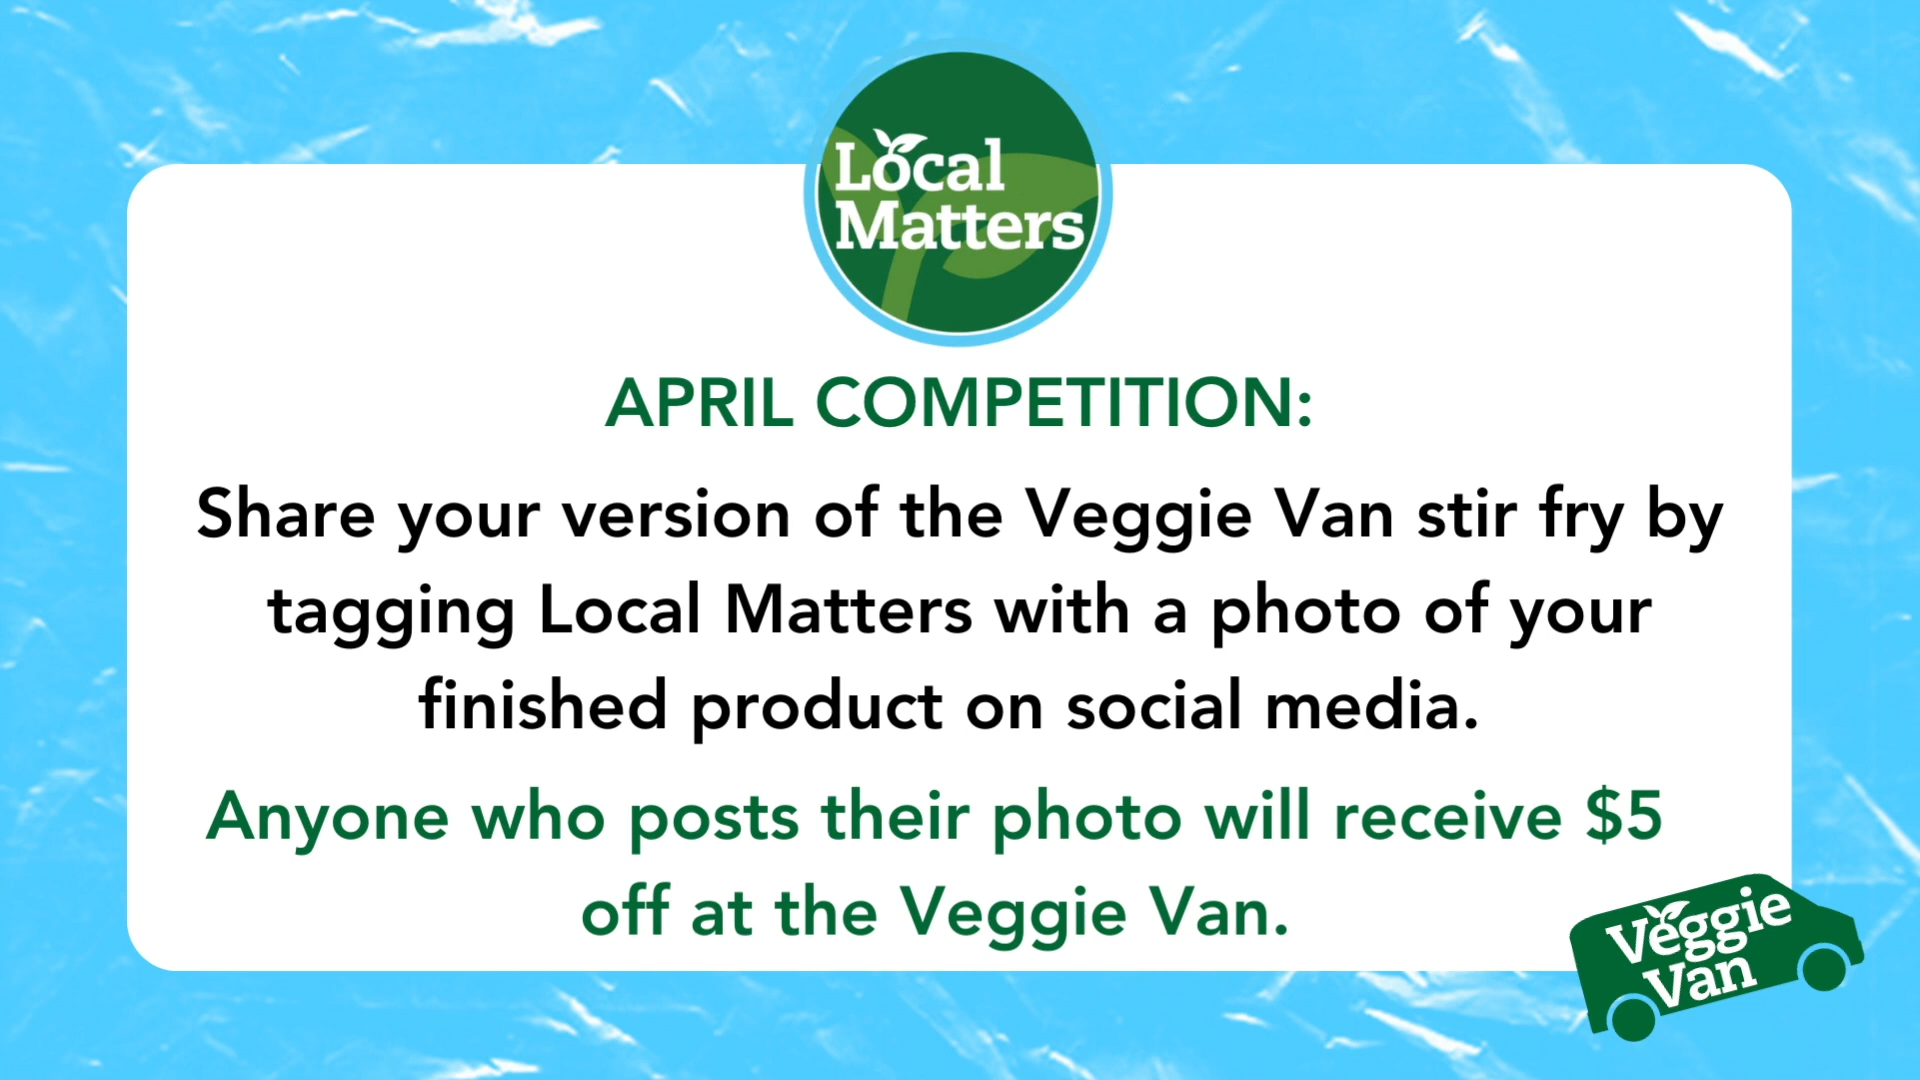 Local
Matters
APRIL COMPETITION:
Share your version of the Veggie Van stir fry by
tagging Local Matters with a photo of your
finished product on social media.
Anyone who posts their photo will receive $5
off at the Veggie Van.
Veggie
Van